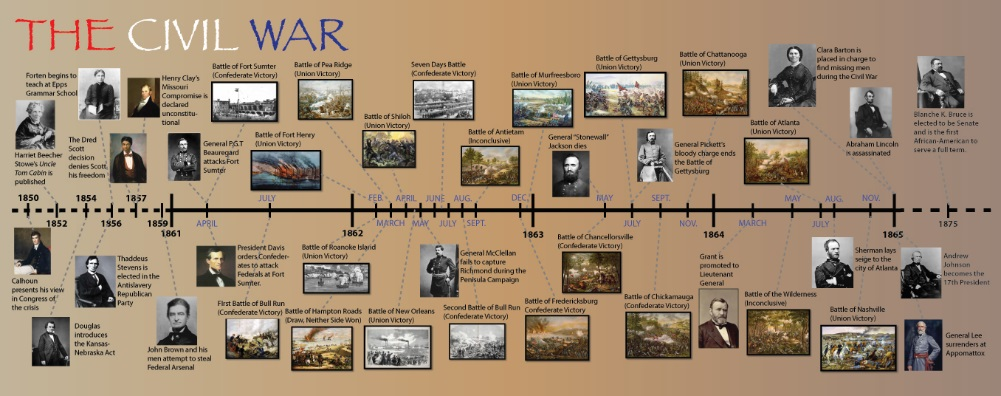 THE CIVIL WAR
Forten begins to
teach at Epps
Grammar School
Henry Clay's
Missouri
Compromise is
declared
unconstitu-
tional
Battle of Fort Sumter
(Confederate Victory)
Battle of Pea Ridge
(Union Victory)
Seven Days Battle
(Confederate Victory)
Battle of Murfreesboro
(Union Victory)
Battle of Gettysburg
(Union Victory)
Battle of Chattanooga
(Union Victory)
Clara Barton is
placed in charge to
find missing men
during the Civil War
Blanche K. Bruce is
elected to be Senate
and is the first
African-American to
serve a full term.
Harriet Beecher
Stowe's Uncle
Tom Cabin is
published
The Dred
Scott
decision
denies Scott,
his freedom
General P.G.T
Beauregard
attacks Fort
Sumter
Battle of Fort Henry
(Union Victory)
Battle of Shiloh
(Union Victory)
Battle of Antietam
(Inconclusive)
General "Stonewall"
Jackson dies
General Pickett's
bloody charge ends
the Battle of
Gettysburg
Battle of Atlanta
(Union Victory)
Abraham Lincoln
is assassinated
1850
1854
1857
JULY
FEB.
APRIL
JUNE
AUG.
DEC.
MAY
SEPT.
MAY
AUG.
NOV.
1852
1856
1859
1861
APRIL
1862
MARCH
MAY
JULY
SEPT.
1863
JULY
NOV.
1864
MARCH
JULY
1865
1875
Calhoun
presents his view
in Congress of
the crisis
Thaddeus
Stevens is
elected in the
Antislavery
Republican
Party
President Davis
orders Confeder-
ates to attack
Federals at Fort
Sumter.
Battle of Roanoke Island
(Union Victory)
General McClellan
fails to capture
Richmond during the
Penisula Campaign
Battle of Chancellorsville
(Confederate Victory)
Grant is
promoted to
Lieutenant
General
Sherman lays
seige to the
city of Atlanta
Andrew
Johnson
becomes the
17th President
Douglas
introduces
the Kansas-
Nebraska Act
John Brown and his
men attempt to steal
Federal Arsenal
First Battle of Bull Run
(Confederate Victory)
Battle of Hampton Roads
(Draw, Neither Side Won)
Battle of New Orleans
(Union Victory)
Second Battle of Bull Run
(Confederate Victory)
Battle of Fredericksburg
Confederate Victory)
Battle of Chickamauga
(Confederate Victory)
Battle of the Wilderness
(Inconclusive)
Battle of Nashville
(Union Victory)
General Lee
surrenders at
Appomattox